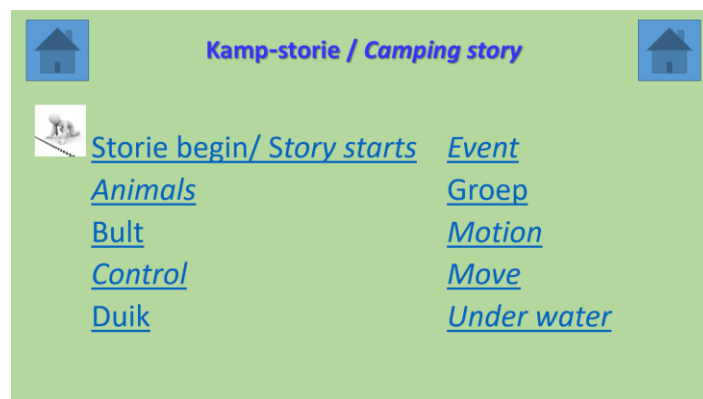 Kamp-storie / Camping story
Storie begin/ Story starts
Animals
Bult
Control
Duik
Event
Groep
Motion
Move
Under water